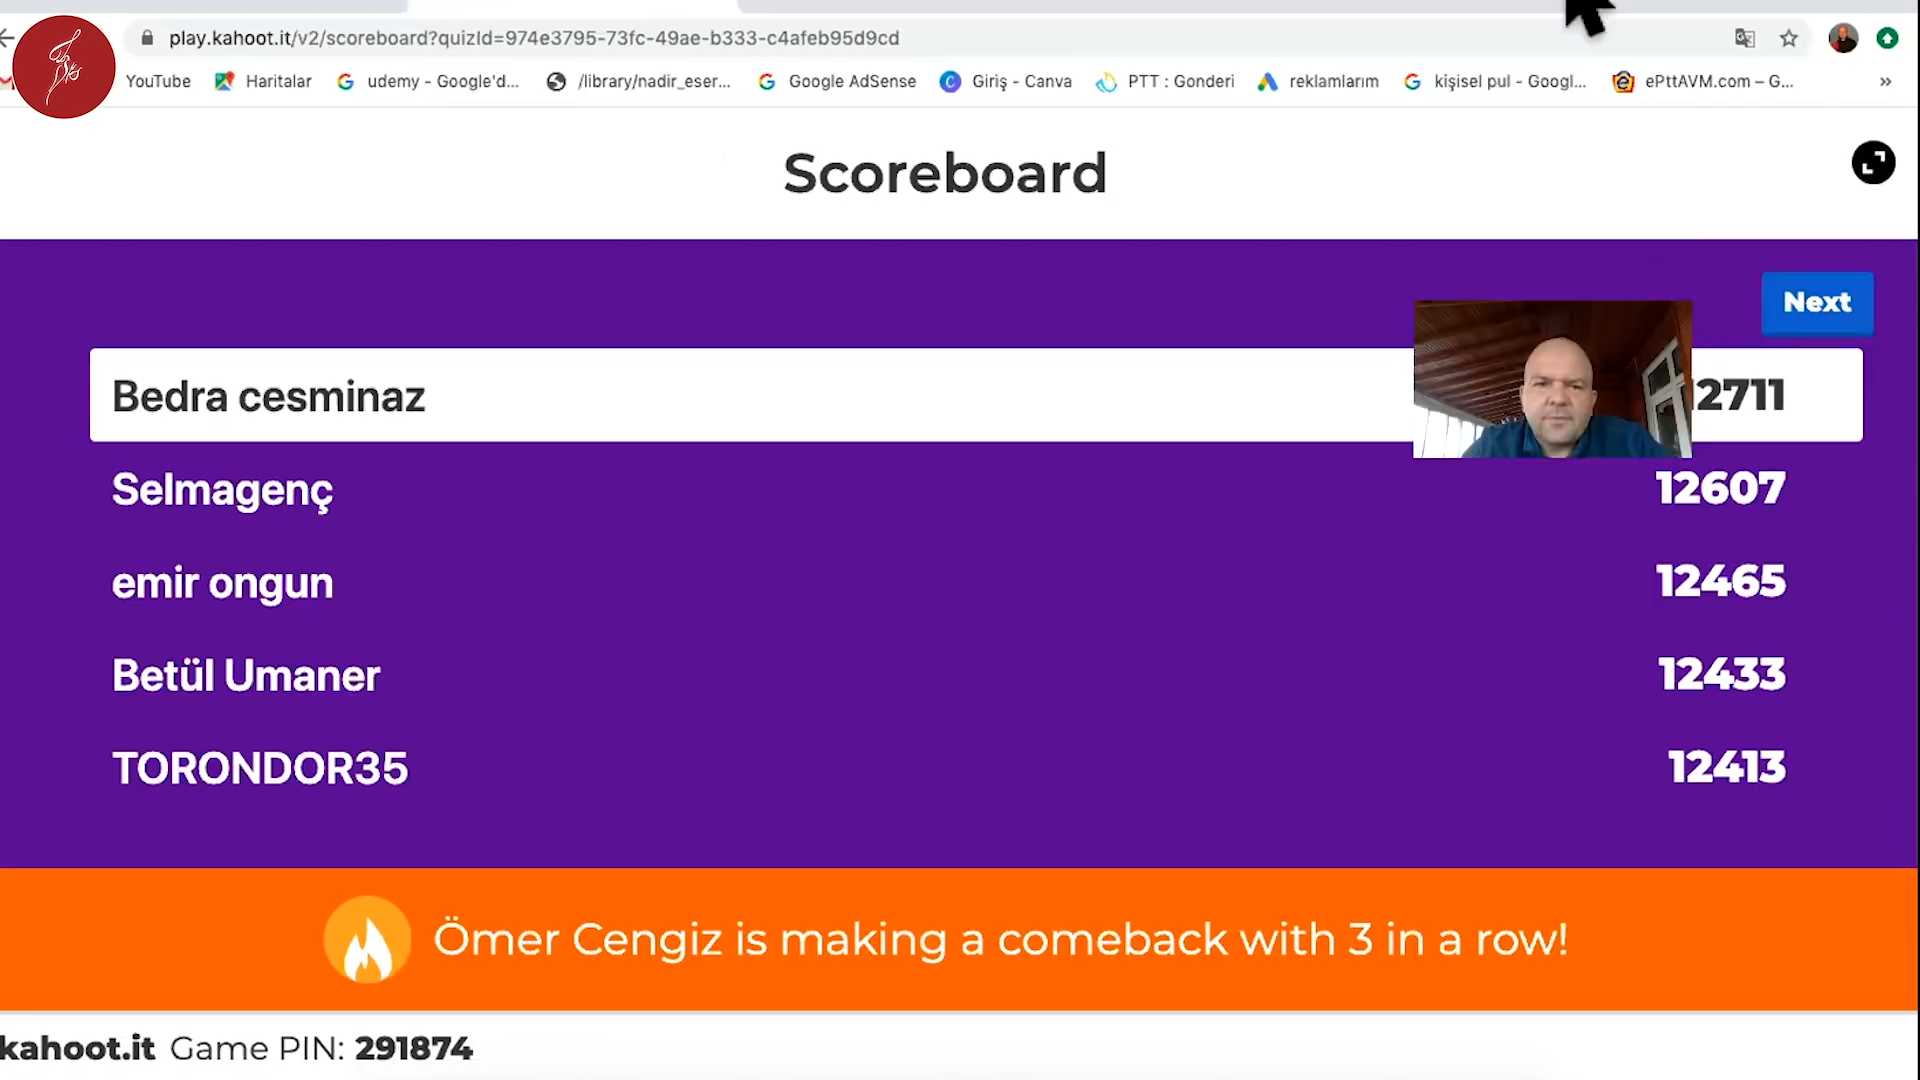 play.kahoot.it/v2/scoreboard?quizId=974e3795-73fc-49ae-b333-c4afeb95d9cd
YouTube Haritalar udemy - Google'd... /library/nadir_eser... Google AdSense Giriş - Canva PTT : Gonderi reklamlarım kişisel pul - Googl... ePttAVM.com – G... »
Scoreboard
Next
Bedra cesminaz 2711
Selmagenç 12607
emir ongun 12465
Betül Umaner 12433
TORONDOR35 12413
Ömer Cengiz is making a comeback with 3 in a row!
kahoot.it Game PIN: 291874